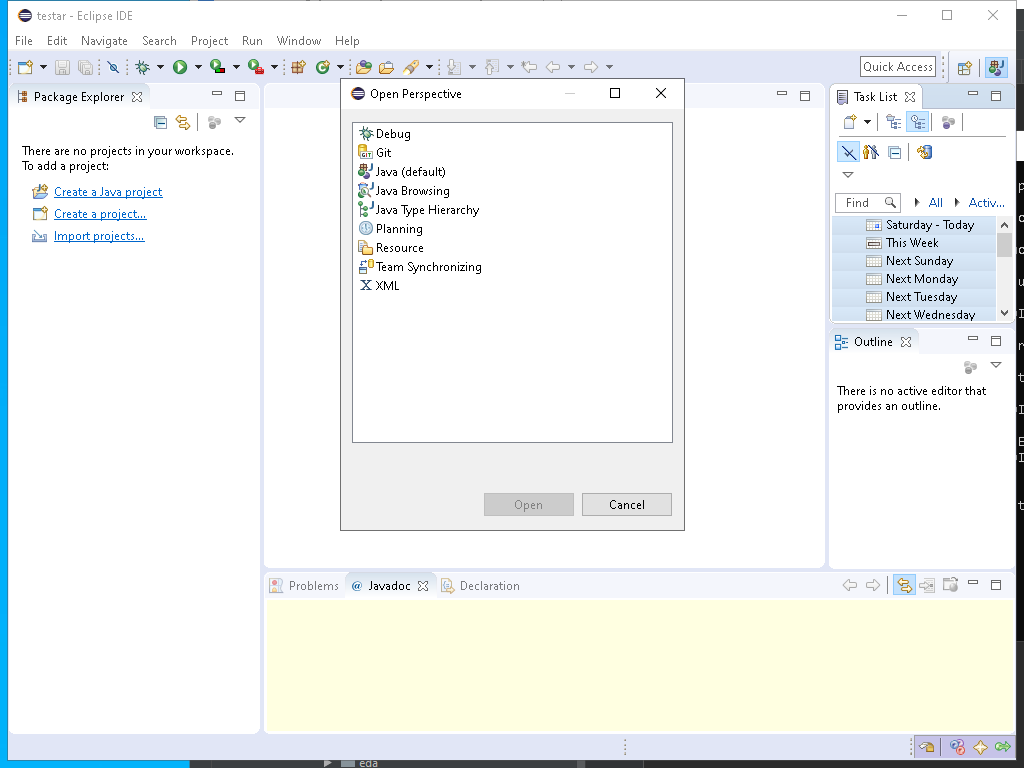 testar - Eclipse IDE
File Edit Navigate Search Project Run Window Help
Quick Access
Package Explorer
There are no projects in your workspace.
To add a project:
Create a Java project
Create a project...
Import projects...
Open Perspective
Debug
GIT Git
Java (default)
Java Browsing
Java Type Hierarchy
Planning
Resource
Team Synchronizing
X XML
Open Cancel
Task List
Find All Activ...
Saturday - Today
This Week
Next Sunday
Next Monday
Next Tuesday
Next Wednesday
Outline
There is no active editor that
provides an outline.
Problems @ Javadoc Declaration
eda